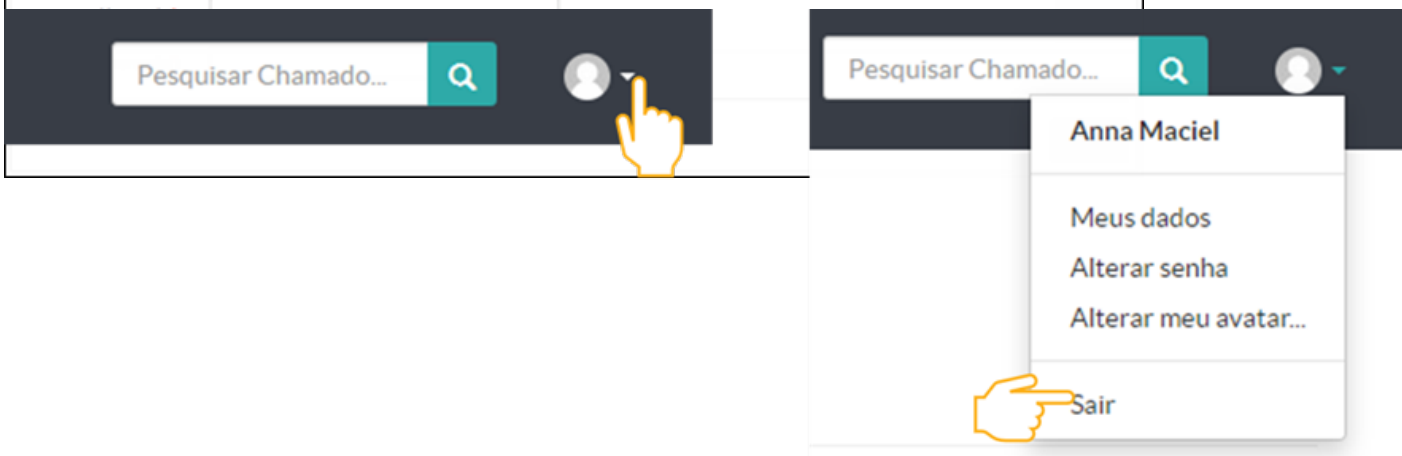 Pesquisar Chamado...
Pesquisar Chamado...
Anna Maciel
Meus dados
Alterar senha
Alterar meu avatar...
Sair